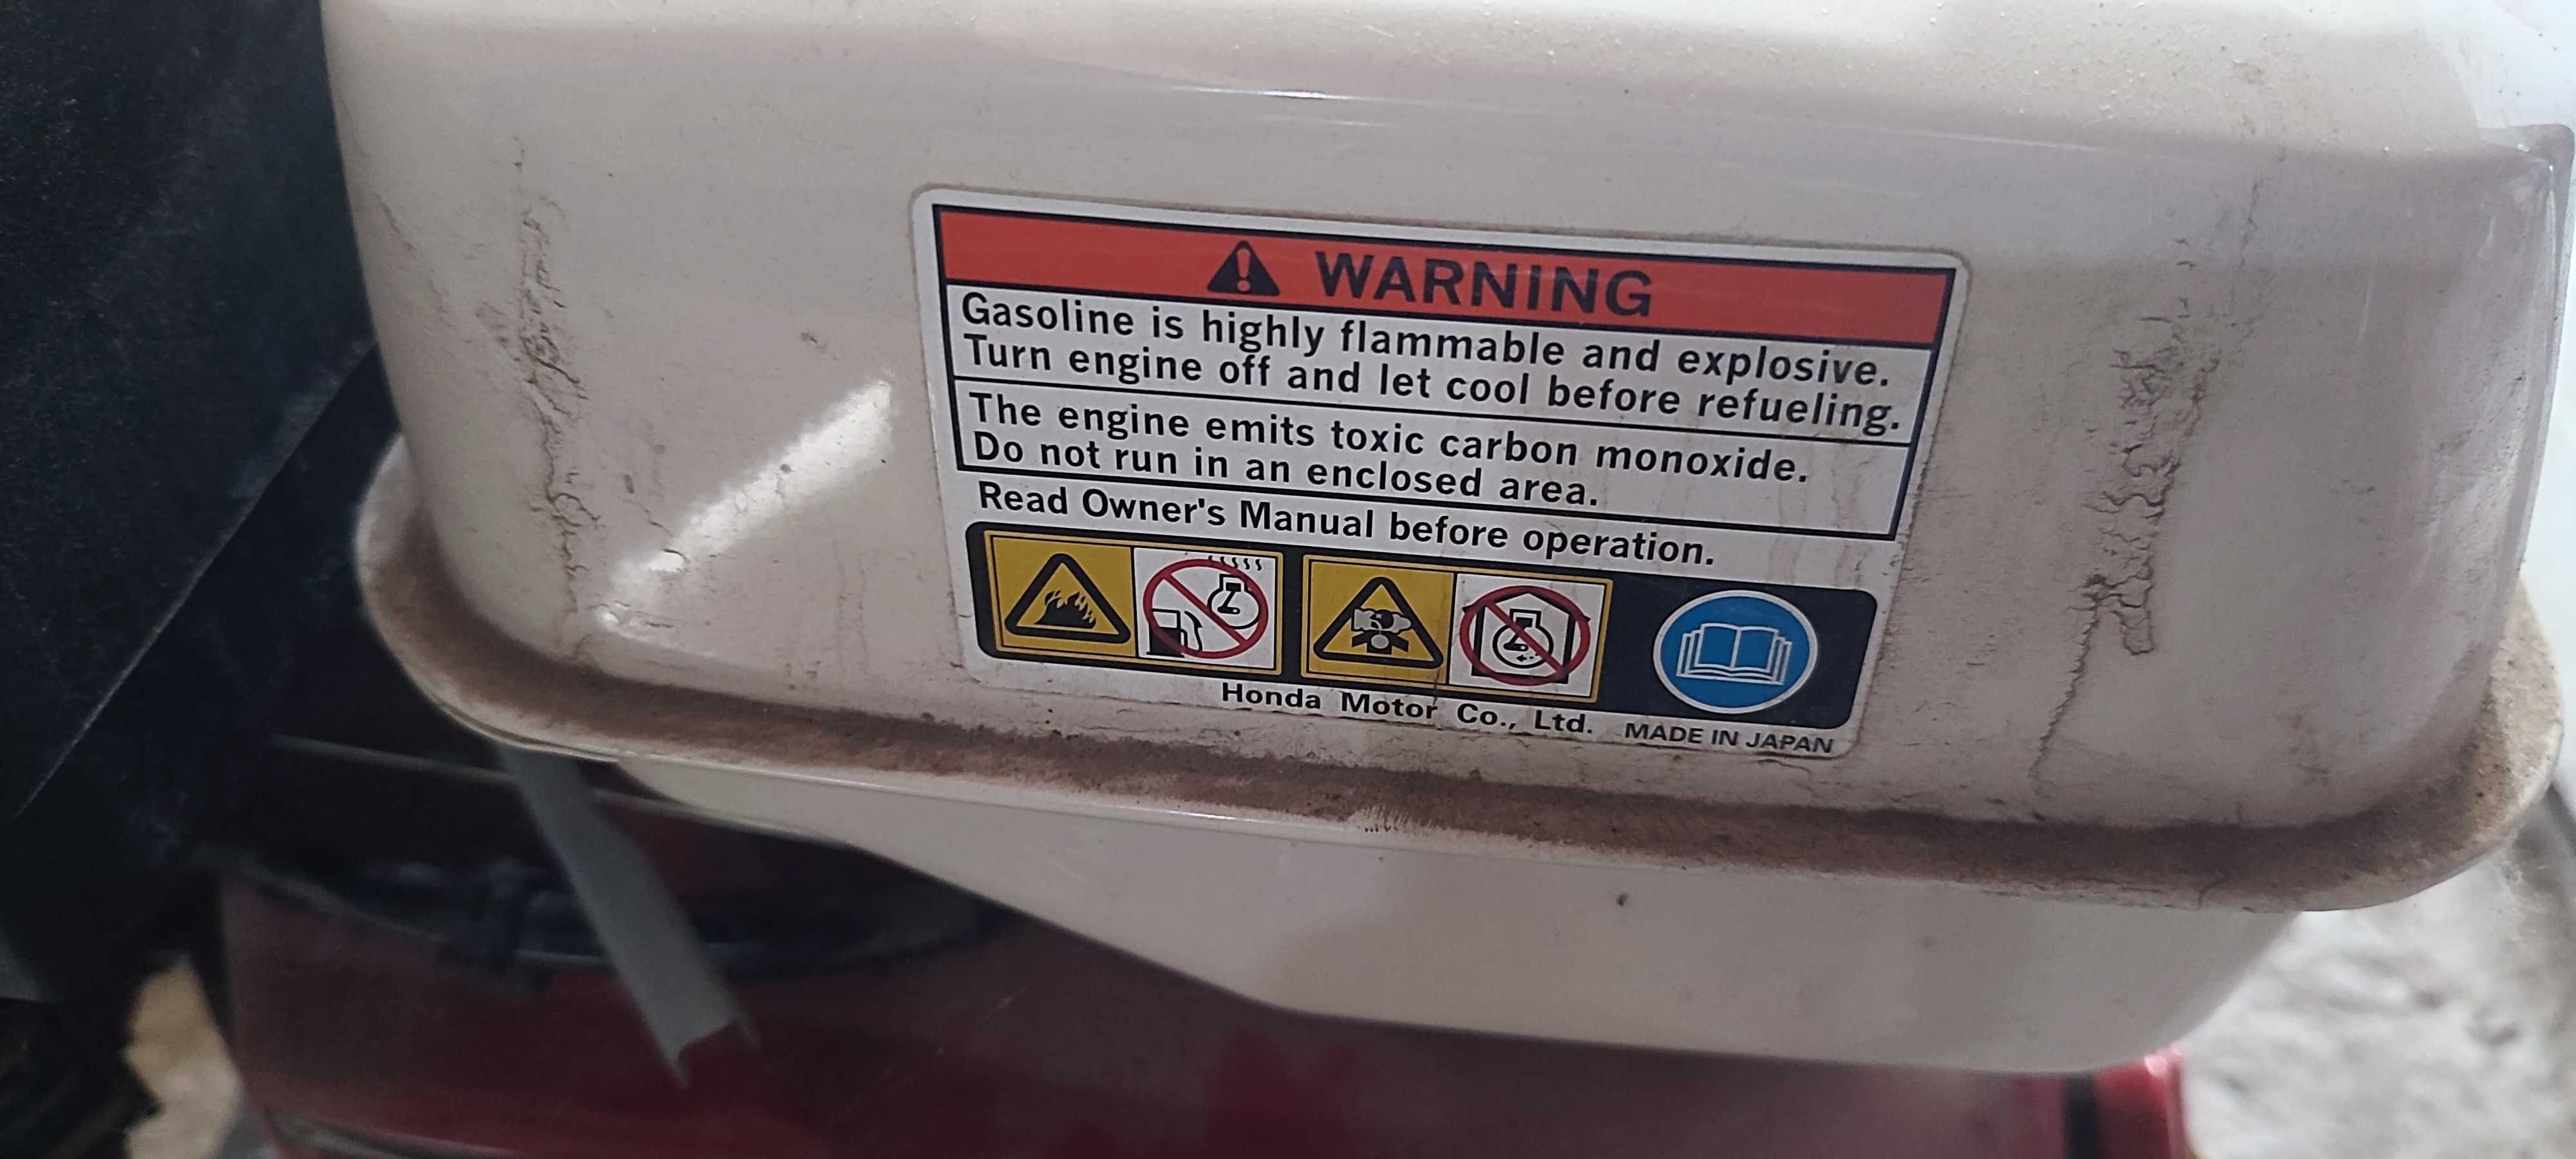 WARNING
Gasoline is highly flammable and explosive.
Turn engine off and let cool before refueling.
The engine emits toxic carbon monoxide.
Do not run in an enclosed area.
Read Owner's Manual before operation.
Honda Motor Co., Ltd. MADE IN JAPAN